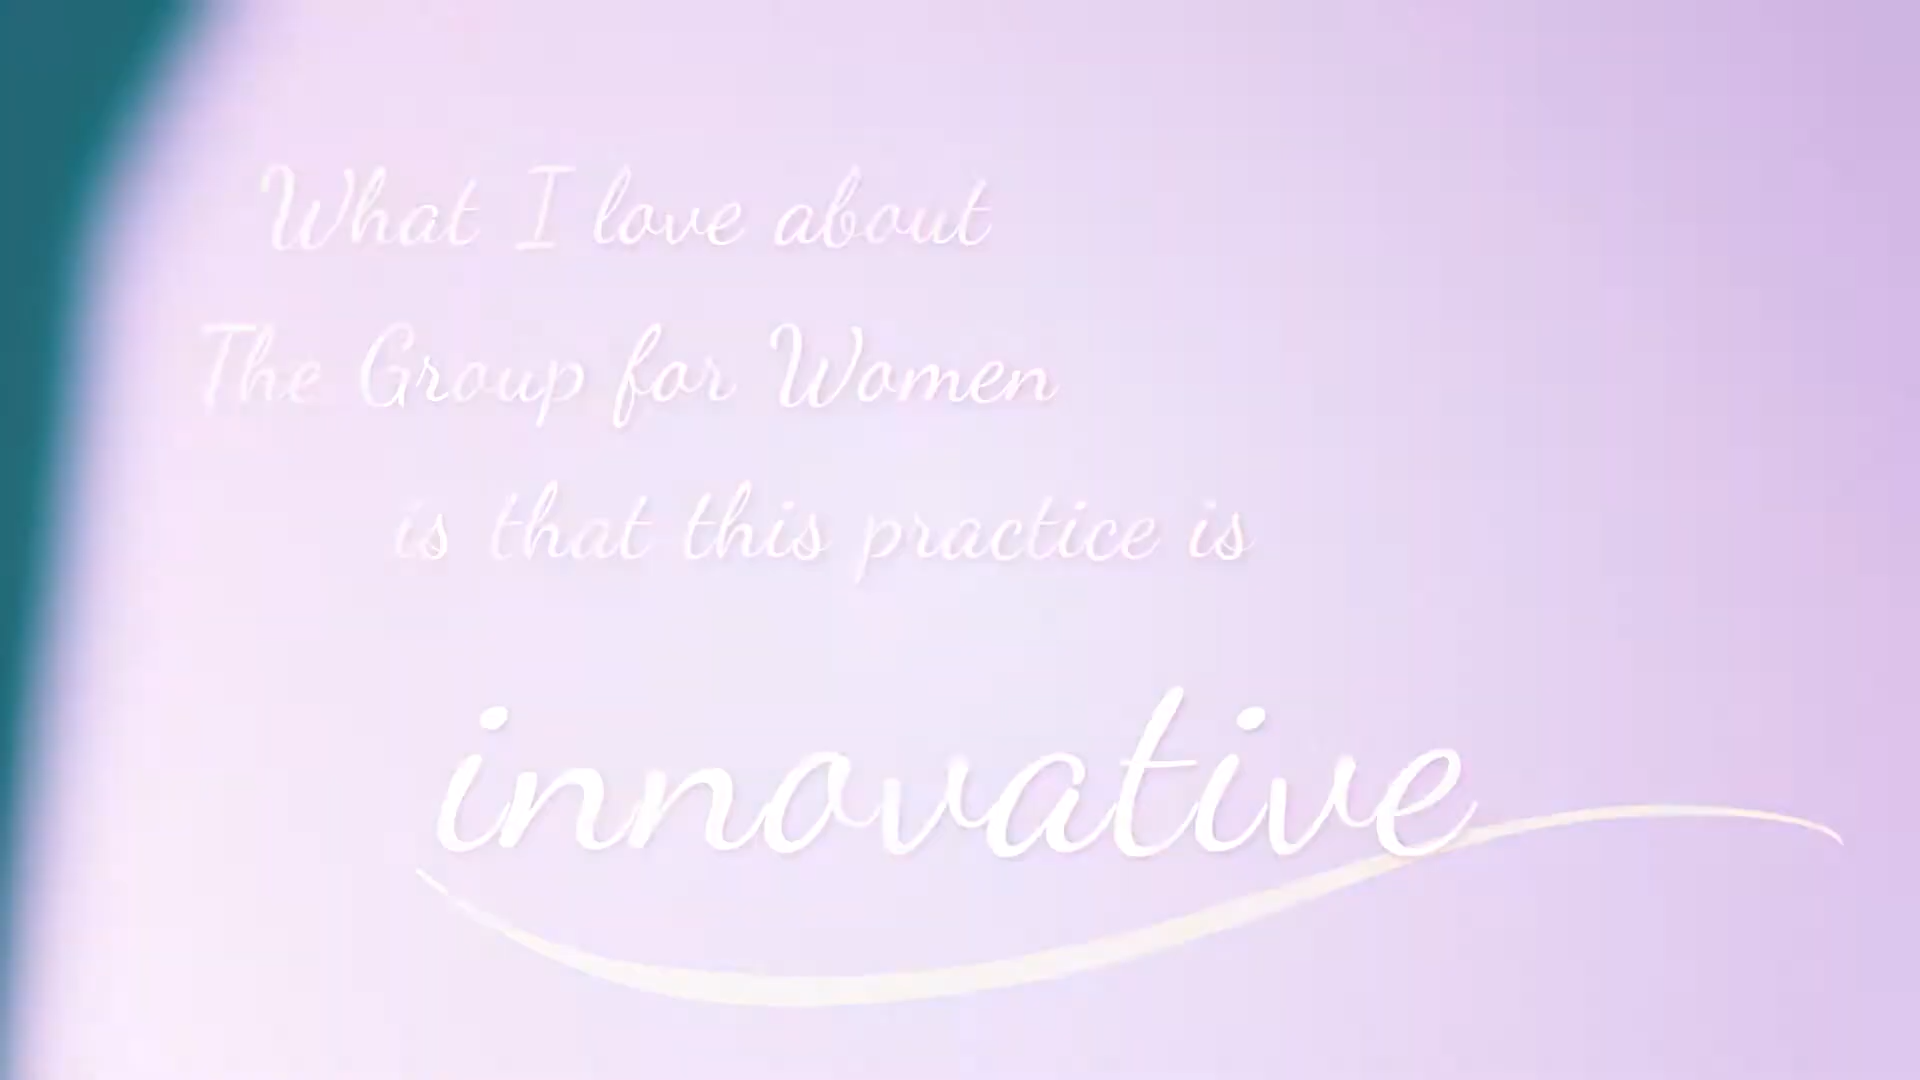 What I love about
The Group for Women
is that this practice is
innovative